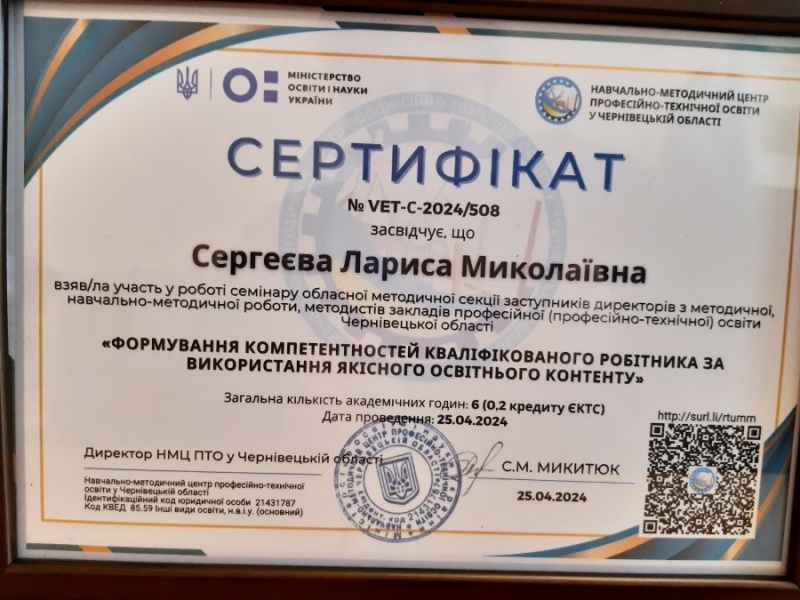 МІНІСТЕРСТВО
ОСВІТИ І НАУКИ
УКРАЇНИ
НАВЧАЛЬНО-МЕТОДИЧНИЙ ЦЕНТР
ПРОФЕСІЙНО-ТЕХНІЧНОЇ ОСВІТИ
У ЧЕРНІВЕЦЬКІЙ ОБЛАСТІ
СЕРТИФІКАТ
№ VET-C-2024/508
засвідчує, що
Сергеєва Лариса Миколаївна
взяв/ла участь у роботі семінару обласної методичної секції заступників директорів з методичної,
навчально-методичної роботи, методистів закладів професійної (професійно-технічної) освіти
Чернівецької області
«ФОРМУВАННЯ КОМПЕТЕНТНОСТЕЙ КВАЛІФІКОВАНОГО РОБІТНИКА ЗА
ВИКОРИСТАННЯ ЯКІСНОГО ОСВІТНЬОГО КОНТЕНТУ»
Загальна кількість академічних годин: 6 (0,2 кредиту ЄКТС)
Дата проведення: 25.04.2024
http://surl.li/rtumm
Директор НМЦ ПТО у Чернівецькій області
С.М. МИКИТЮК
25.04.2024
Навчально-методичний центр професійно-технічної
освіти у Чернівецькій області
Ідентифікаційний код юридичної особи 21431787
Код КВЕД 85.59 Інші види освіти, н.в.і.у. (основний)